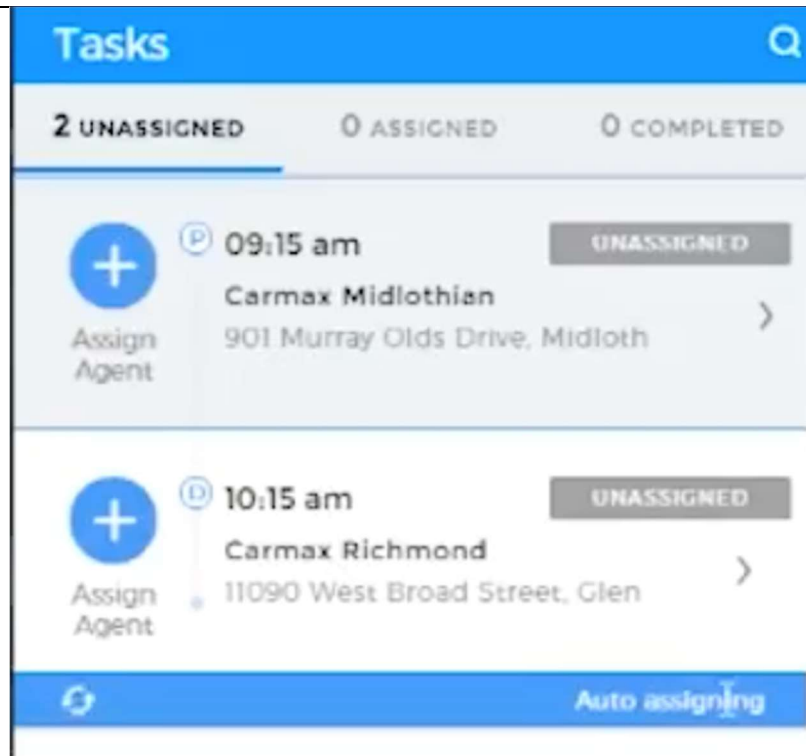 Tasks
2 UNASSIGNED 0 ASSIGNED 0 COMPLETED
P 09:15 am UNASSIGNED
Carmax Midlothian
901 Murray Olds Drive, Midloth
Assign
Agent
D 10:15 am UNASSIGNED
Carmax Richmond
11090 West Broad Street, Glen
Assign
Agent
Auto assigning